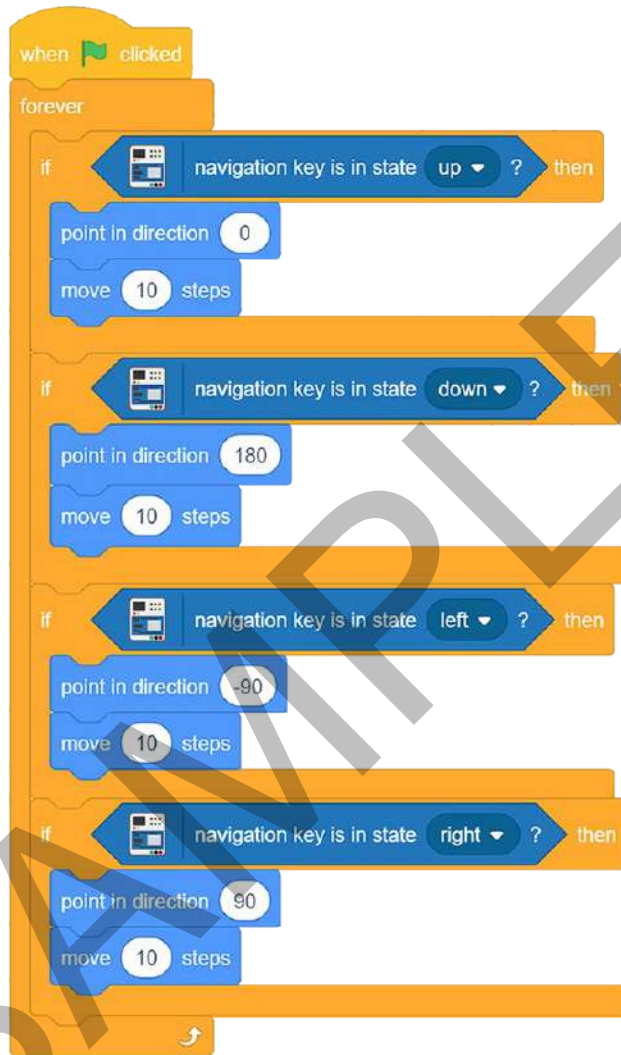 when clicked
forever
if navigation key is in state up ? then
point in direction 0
move 10 steps
if navigation key is in state down ? then
point in direction 180
move 10 steps
if navigation key is in state left ? then
point in direction -90
move 10 steps
if navigation key is in state right ? then
point in direction 90
move 10 steps
SAMPLE